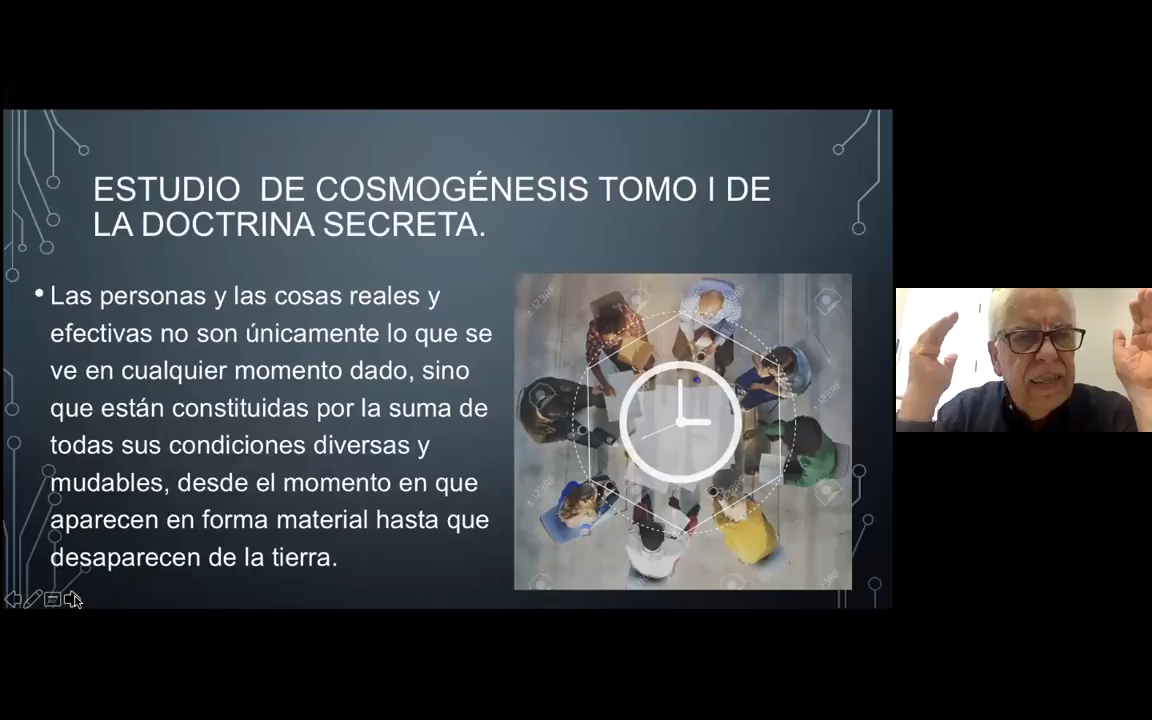 ESTUDIO  DE COSMOGÉNESIS TOMO I DE
LA DOCTRINA SECRETA.
• Las personas y las cosas reales y
efectivas no son únicamente lo que se
ve en cualquier momento dado, sino
que están constituidas por la suma de
todas sus condiciones diversas y
mudables, desde el momento en que
aparecen en forma material hasta que
desaparecen de la tierra.